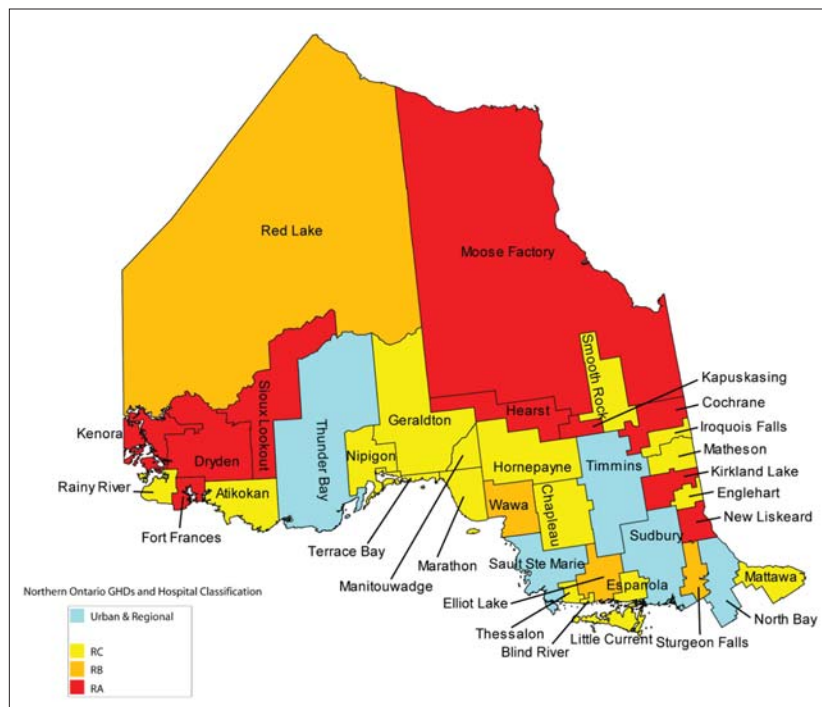 Red Lake
Moose Factory
Smooth Rock
Kapuskasing
Cochrane
Iroquois Falls
Matheson
Kirkland Lake
Englehart
New Liskeard
Kenora
Sioux Lookout
Dryden
Rainy River
Atikokan
Fort Frances
Thunder Bay
Geraldton
Nipigon
Hearst
Hornepayne
Timmins
Wawa
Chapleau
Terrace Bay
Marathon
Manitouwadge
Sudbury
Sault Ste Marie
Elliot Lake
Espanola
Mattawa
Thessalon
Blind River
Little Current
Sturgeon Falls
North Bay
Northern Ontario GHDs and Hospital Classification
Urban & Regional
RC
RB
RA